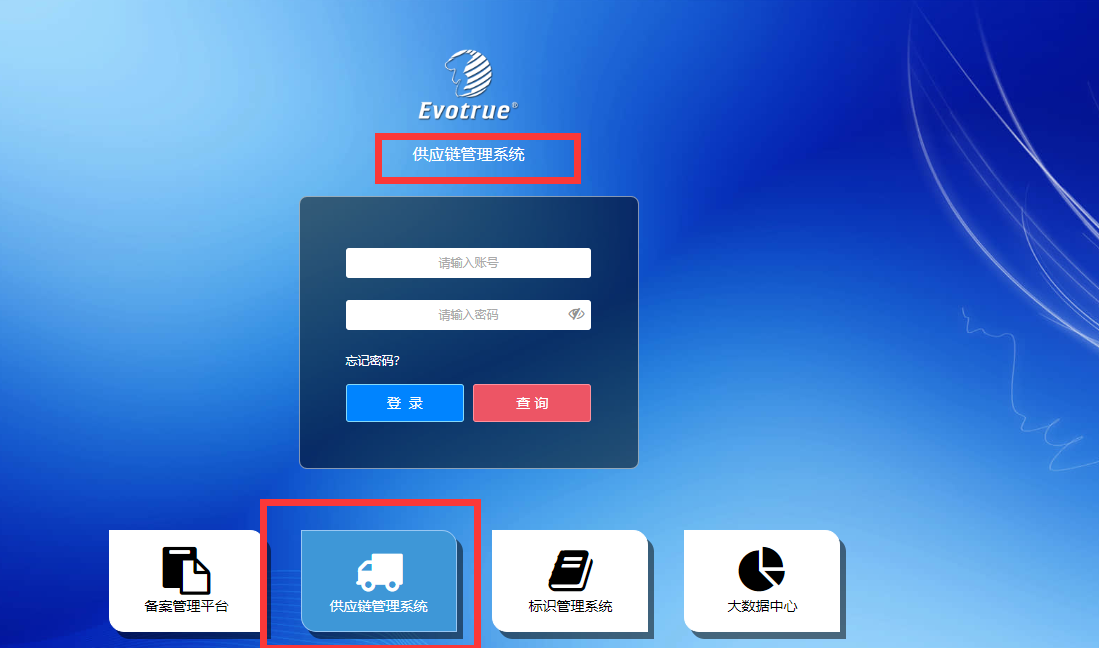 Evotrue®
供应链管理系统
请输入账号
请输入密码
忘记密码？
登 录
查 询
备案管理平台
供应链管理系统
标识管理系统
大数据中心